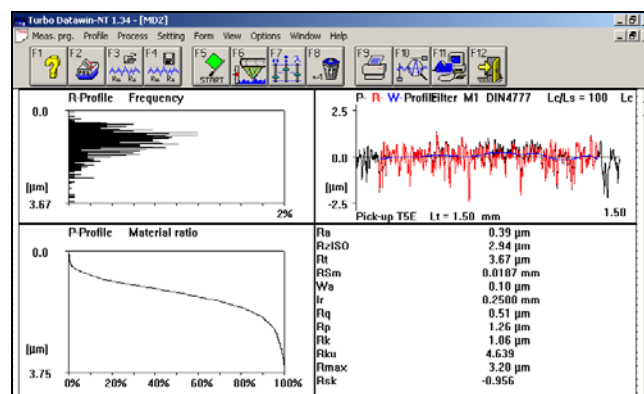 Turbo Datawin-NT 1.34 - [MD2]
Meas. prg. Profile Process Setting Form View Options Window Help
F1 F2 F3 F4 F5 F6 F7 F8 F9 F10 F11 F12
START
R-Profile Frequency
0.0
[µm]
3.67
2%
P- R- W-ProfilEilter M1 DIN4777 Lc/Ls = 100 Lc
2.5
0.0
[µm]
-2.5
Pick-up T5E Lt = 1.50 mm
1.50
P-Profile Material ratio
0.0
[µm]
3.75
0% 20% 40% 60% 80% 100%
Ra 0.39 µm
RzISO 2.94 µm
Rt 3.67 µm
RSm 0.0187 mm
Wa 0.10 µm
lr 0.2500 mm
Rq 0.51 µm
Rp 1.26 µm
Rk 1.06 µm
Rku 4.639
Rmax 3.20 µm
Rsk -0.956